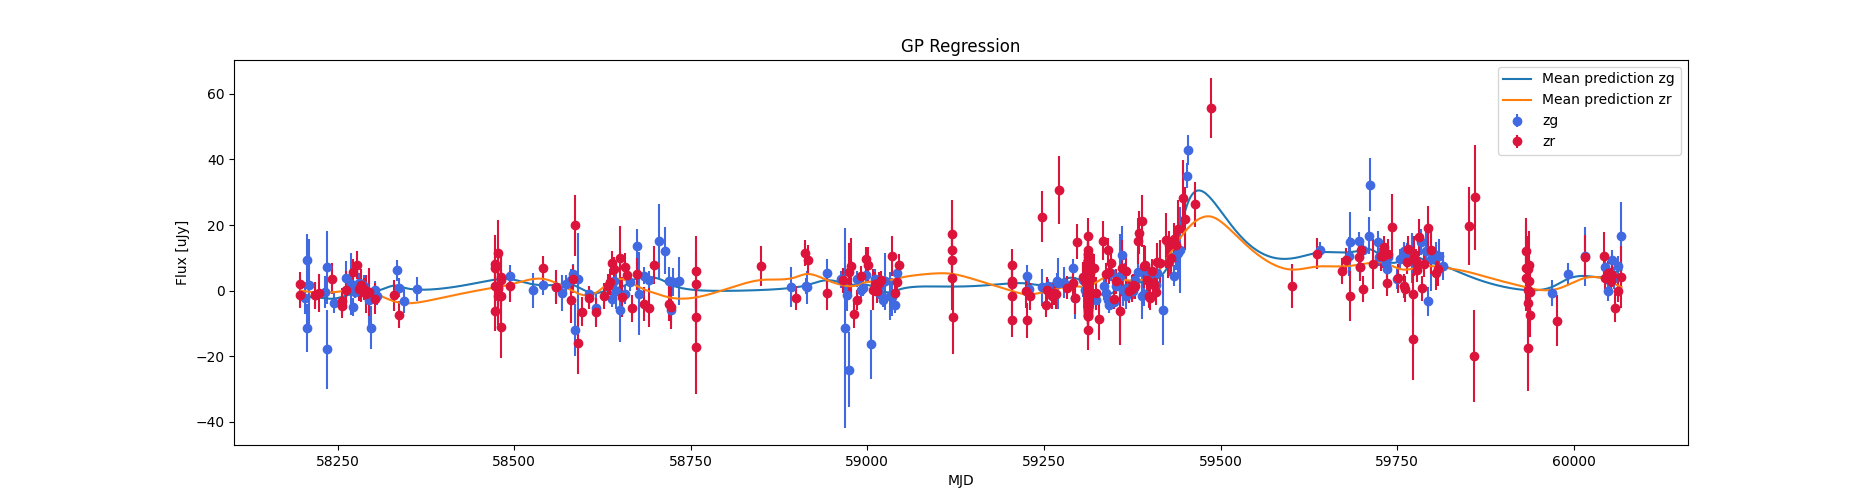 GP Regression
Mean prediction zg
Mean prediction zr
zg
zr
Flux [uJy]
60
40
20
0
−20
−40
58250 58500 58750 59000 59250 59500 59750 60000
MJD